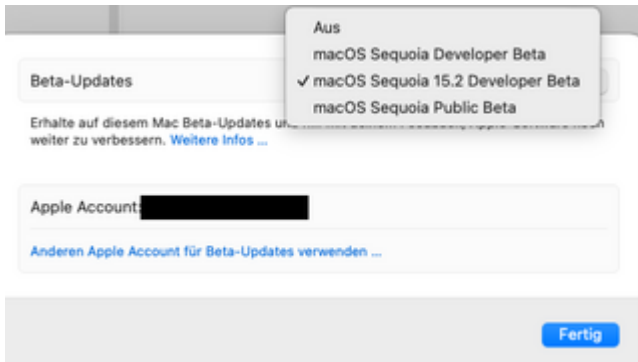 Aus
macOS Sequoia Developer Beta
✓ macOS Sequoia 15.2 Developer Beta
macOS Sequoia Public Beta
Beta-Updates
Erhalte auf diesem Mac Beta-Updates
weiter zu verbessern. Weitere Infos ...
Apple Account:
Anderen Apple Account für Beta-Updates verwenden ...
Fertig